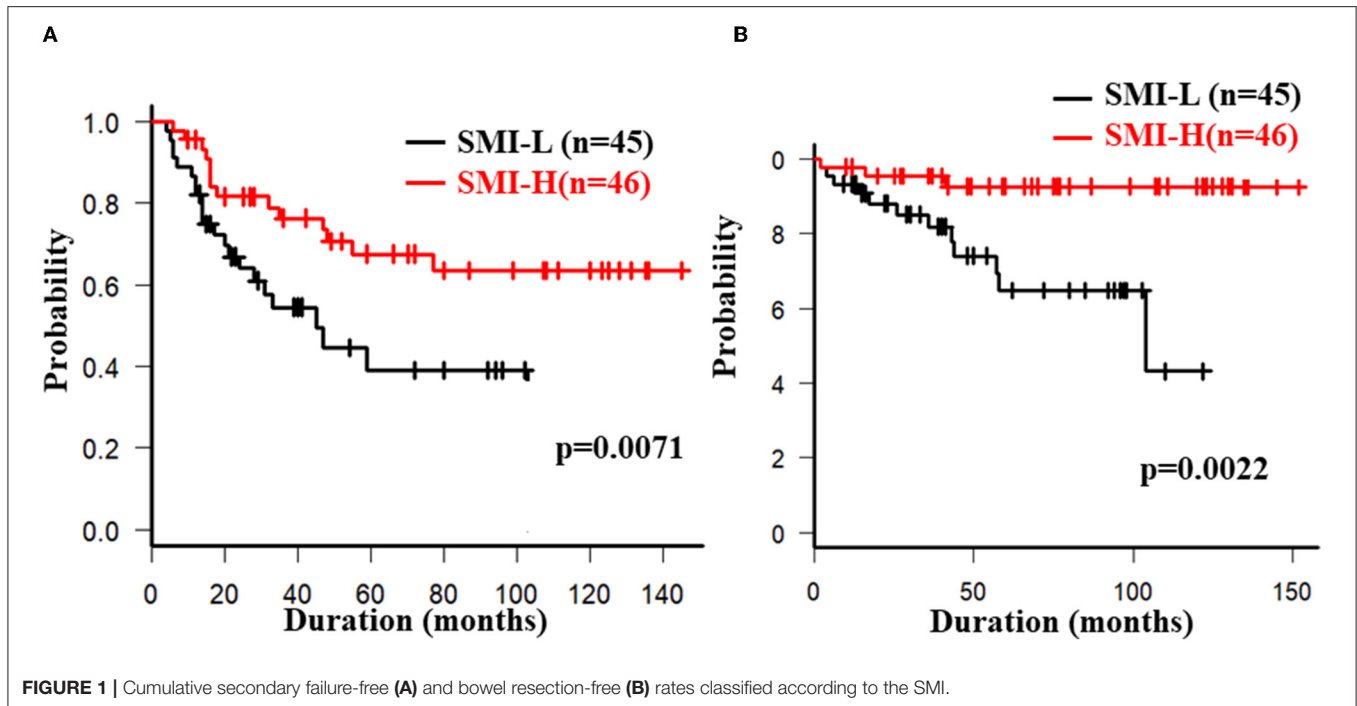 A
SMI-L (n=45)
SMI-H(n=46)
1.0
0.8
0.6
0.4
0.2
0.0
Probability
p=0.0071
0 20 40 60 80 100 120 140
Duration (months)
B
SMI-L (n=45)
SMI-H(n=46)
0
8
6
4
2
0
Probability
p=0.0022
0 50 100 150
Duration (months)
FIGURE 1 | Cumulative secondary failure-free (A) and bowel resection-free (B) rates classified according to the SMI.